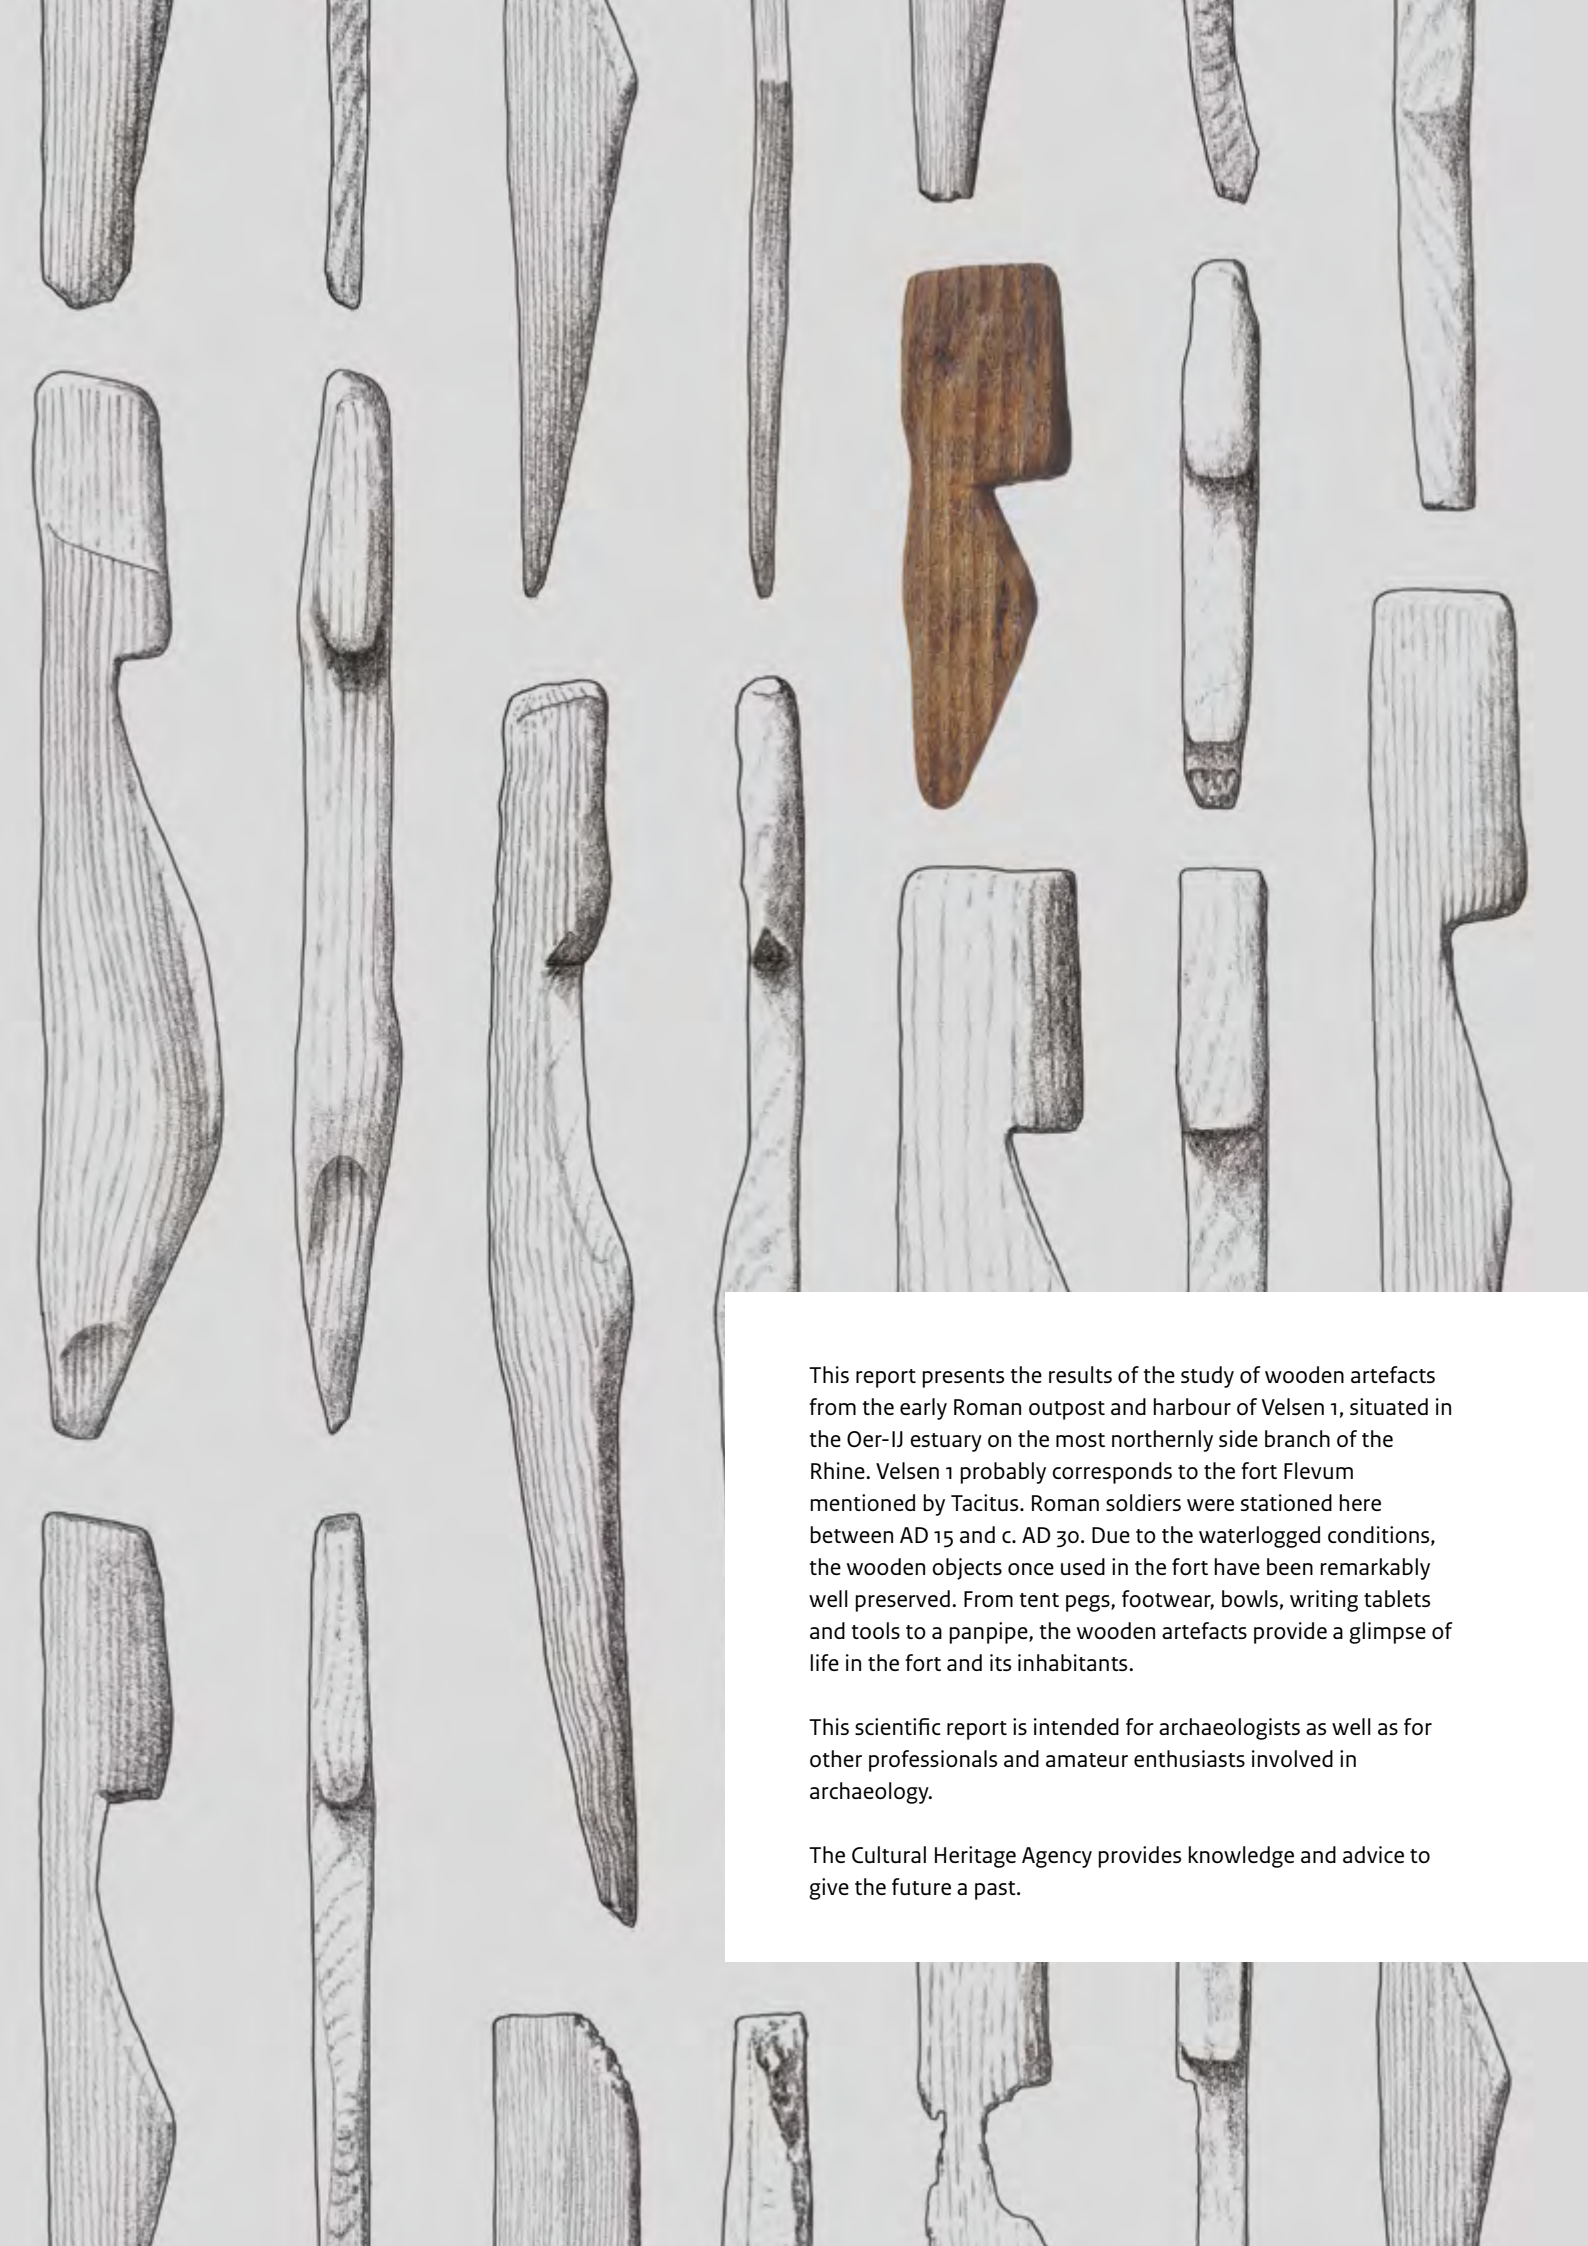 This report presents the results of the study of wooden artefacts
from the early Roman outpost and harbour of Velsen 1, situated in
the Oer-IJ estuary on the most northernly side branch of the
Rhine. Velsen 1 probably corresponds to the fort Flevum
mentioned by Tacitus. Roman soldiers were stationed here
between AD 15 and c. AD 30. Due to the waterlogged conditions,
the wooden objects once used in the fort have been remarkably
well preserved. From tent pegs, footwear, bowls, writing tablets
and tools to a panpipe, the wooden artefacts provide a glimpse of
life in the fort and its inhabitants.

This scientific report is intended for archaeologists as well as for
other professionals and amateur enthusiasts involved in
archaeology.

The Cultural Heritage Agency provides knowledge and advice to
give the future a past.